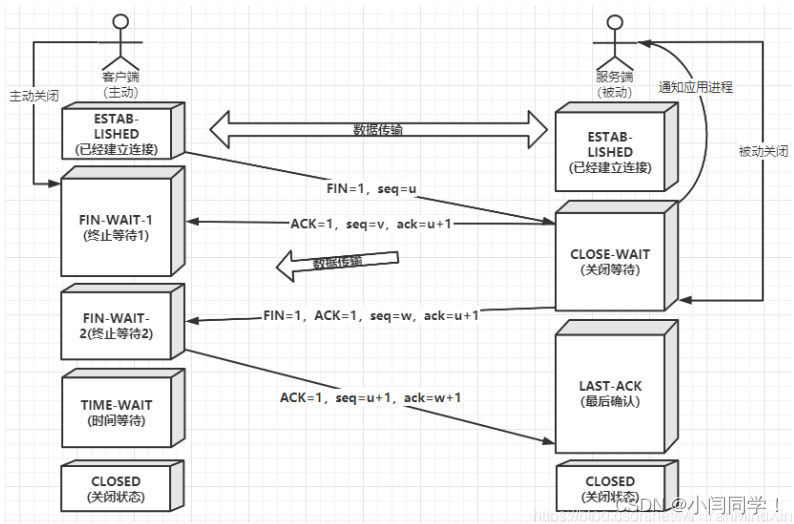 客户端
（主动）
服务端
（被动）
主动关闭
通知应用进程
被动关闭
ESTAB-
LISHED
(已经建立连接)
数据传输
ESTAB-
LISHED
(已经建立连接)
FIN=1, seq=u
FIN-WAIT-1
(终止等待1)
ACK=1, seq=v, ack=u+1
CLOSE-WAIT
(关闭等待)
数据传输
FIN-WAIT-
2(终止等待2)
FIN=1, ACK=1, seq=w, ack=u+1
TIME-WAIT
(时间等待)
ACK=1, seq=u+1, ack=w+1
LAST-ACK
(最后确认)
CLOSED
(关闭状态)
CLOSED
(关闭状态)
CSDN @小闫同学！